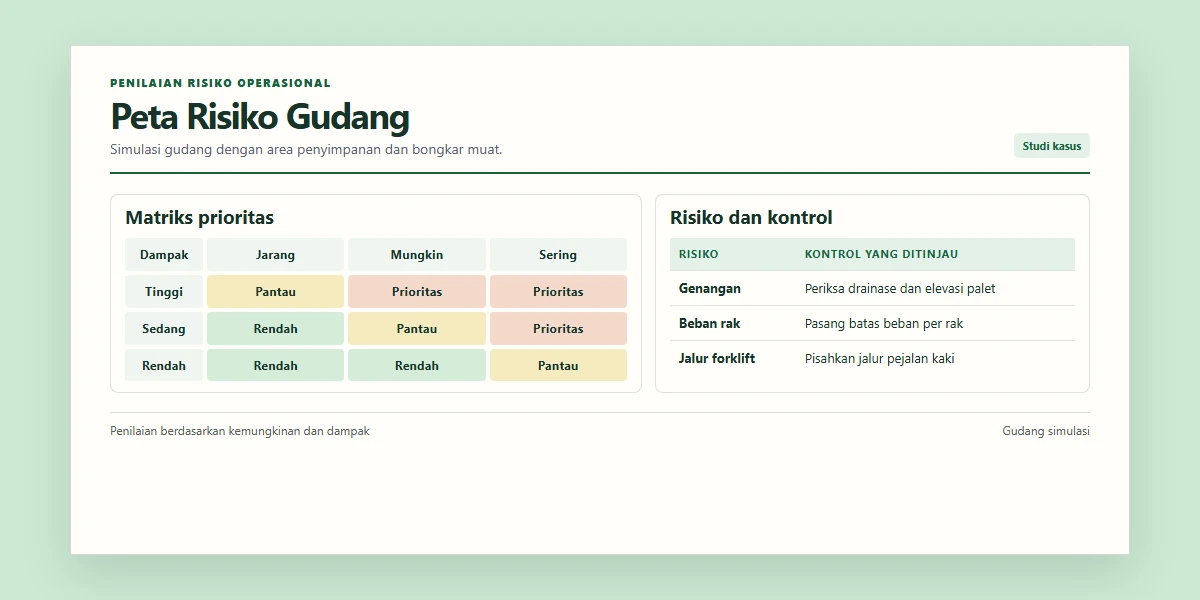 PENILAIAN RISIKO OPERASIONAL
Peta Risiko Gudang
Simulasi gudang dengan area penyimpanan dan bongkar muat.
Studi kasus
Matriks prioritas
Dampak Jarang Mungkin Sering
Tinggi Pantau Prioritas Prioritas
Sedang Rendah Pantau Prioritas
Rendah Rendah Rendah Pantau
Risiko dan kontrol
RISIKO KONTROL YANG DITINJAU
Genangan Periksa drainase dan elevasi palet
Beban rak Pasang batas beban per rak
Jalur forklift Pisahkan jalur pejalan kaki
Penilaian berdasarkan kemungkinan dan dampak
Gudang simulasi